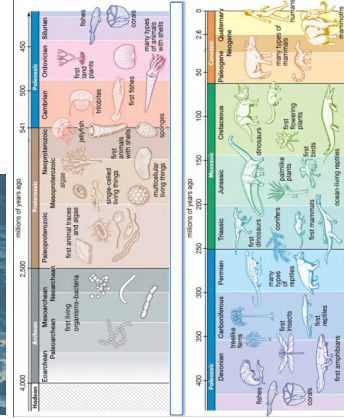 millions of years ago
4,000
2,500
541
500
450
Hadean
Archean
Proterozoic
Paleozoic
Eoarchean
Paleoarchean
Mesoarchean
Neoarchean
Paleoproterozoic
Mesoproterozoic
Neoproterozoic
Cambrian
Ordovician
Silurian
first living
organisms–bacteria
first animal traces
and algae
algae
single-celled
living things
multicellular
living things
jellyfish
first
animals
with shells
sponges
trilobites
first fishes
first
land
plants
fishes
corals
many types
of animals
with shells
millions of years ago
400
350
300
250
200
150
100
50
2.6
0
Paleozoic
Mesozoic
Devonian
Carboniferous
Permian
Triassic
Jurassic
Cretaceous
Paleogene
Neogene
Quaternary
fishes
corals
first amphibians
treelike
ferns
first
insects
first
reptiles
many
types
of
reptiles
conifers
first
dinosaurs
first mammals
palmlike
plants
first
birds
ocean-living reptiles
dinosaurs
first
flowering
plants
many types of
mammals
humans
mammoths